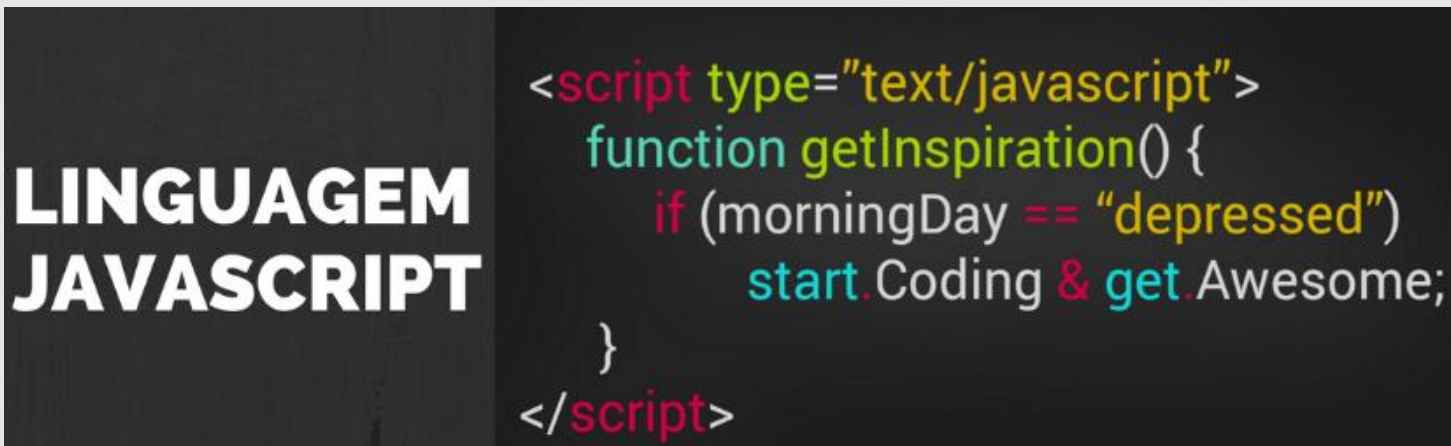 LINGUAGEM
JAVASCRIPT
<script type=”text/javascript”>
function getInspiration() {
if (morningDay == “depressed”)
start.Coding & get.Awesome;
}
</script>